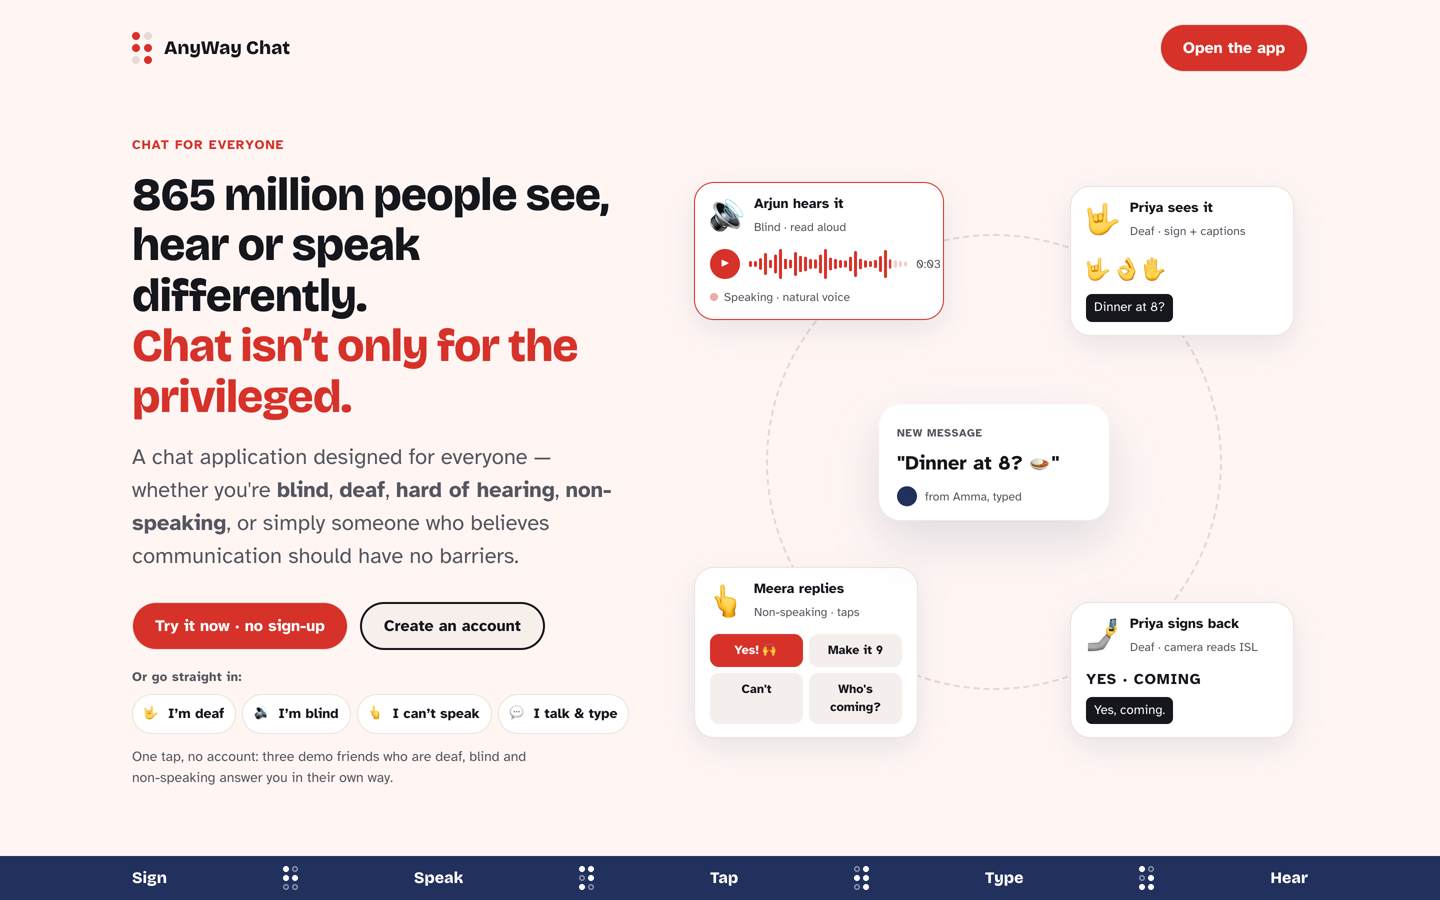 AnyWay Chat
Open the app
CHAT FOR EVERYONE
865 million people see,
hear or speak
differently.
Chat isn't only for the
privileged.
A chat application designed for everyone —
whether you're blind, deaf, hard of hearing, non-
speaking, or simply someone who believes
communication should have no barriers.
Try it now · no sign-up
Create an account
Or go straight in:
🤟 I'm deaf
🔊 I'm blind
👆 I can't speak
💬 I talk & type
One tap, no account: three demo friends who are deaf, blind and
non-speaking answer you in their own way.
Arjun hears it
Blind · read aloud
0:03
Speaking · natural voice
Priya sees it
Deaf · sign + captions
🤟👌✋
Dinner at 8?
NEW MESSAGE
"Dinner at 8? 🍛"
from Amma, typed
Meera replies
Non-speaking · taps
Yes! 🙌
Make it 9
Can't
Who's
coming?
Priya signs back
Deaf · camera reads ISL
YES · COMING
Yes, coming.
Sign
Speak
Tap
Type
Hear